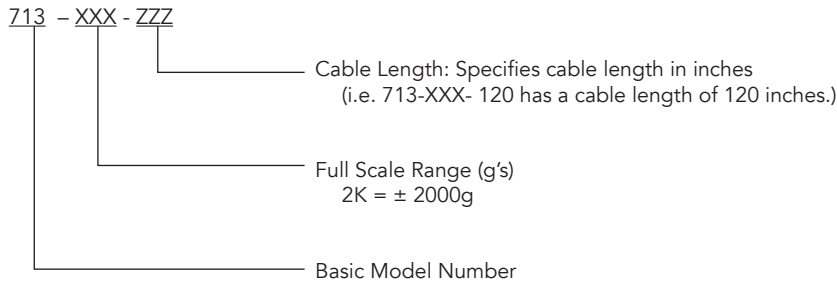 713 – XXX - ZZZ
Cable Length: Specifies cable length in inches
(i.e. 713-XXX- 120 has a cable length of 120 inches.)
Full Scale Range (g’s)
2K = ± 2000g
Basic Model Number